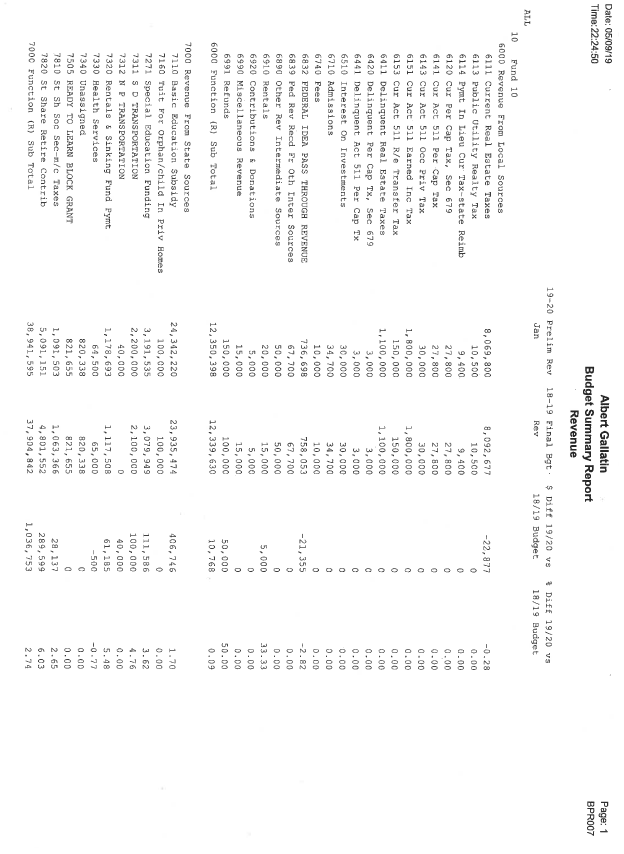 Date: 05/09/19
Time: 22:24:50
Albert Gallatin
Budget Summary Report
Revenue
Page: 1
BPR007
19-20 Prelim Rev 18-19 Final Bgt. $ Diff 19/20 vs % Diff 19/20 vs
Jan Rev 18/19 Budget 18/19 Budget
ALL
10 Fund 10
6000 Revenue From Local Sources
6111 Current Real Estate Taxes 8,069,800 8,092,677 -22,877 -0.28
6113 Public Utility Realty Tax 10,500 10,500 0 0.00
6114 Pymt In Lieu Cur Tax-state Reimb 9,400 9,400 0 0.00
6120 Cur Per Cap Tax, Sec 679 27,800 27,800 0 0.00
6141 Cur Act 511 Per Cap Tax 27,800 27,800 0 0.00
6143 Cur Act 511 Occ Priv Tax 30,000 30,000 0 0.00
6151 Cur Act 511 Earned Inc Tax 1,800,000 1,800,000 0 0.00
6153 Cur Act 511 R/e Transfer Tax 150,000 150,000 0 0.00
6411 Delinquent Real Estate Taxes 1,100,000 1,100,000 0 0.00
6420 Delinquent Per Cap Tx, Sec 679 3,000 3,000 0 0.00
6441 Delinquent Act 511 Per Cap Tx 3,000 3,000 0 0.00
6510 Interest On Investments 30,000 30,000 0 0.00
6710 Admissions 34,700 34,700 0 0.00
6740 Fees 10,000 10,000 0 0.00
6832 FEDERAL IDEA PASS THROUGH REVENUE 736,698 758,053 -21,355 -2.82
6839 Fed Rev Recd Fr Oth Inter Sources 67,700 67,700 0 0.00
6890 Other Rev Intermediate Sources 50,000 50,000 0 0.00
6910 Rentals 20,000 15,000 5,000 33.33
6920 Contributions & Donations 5,000 5,000 0 0.00
6990 Miscellaneous Revenue 15,000 15,000 0 0.00
6991 Refunds 150,000 100,000 50,000 50.00
6000 Function (R) Sub Total 12,350,398 12,339,630 10,768 0.09
7000 Revenue From State Sources
7110 Basic Education Subsidy 24,342,220 23,935,474 406,746 1.70
7160 Tuit For Orphan/child In Priv Homes 100,000 100,000 0 0.00
7271 Special Education Funding 3,191,535 3,079,949 111,586 3.62
7311 S D TRANSPORTATION 2,200,000 2,100,000 100,000 4.76
7312 N P TRANSPORTATION 40,000 0 40,000 0.00
7320 Rentals & Sinking Fund Pymt 1,178,693 1,117,508 61,185 5.48
7330 Health Services 64,500 65,000 -500 -0.77
7340 Unassigned 820,338 820,338 0 0.00
7500 READY TO LEARN BLOCK GRANT 821,655 821,655 0 0.00
7810 St Sh Soc Sec-m/c Taxes 1,091,503 1,063,366 28,137 2.65
7820 St Share Retire Contrib 5,091,151 4,801,552 289,599 6.03
7000 Function (R) Sub Total 38,941,595 37,904,842 1,036,753 2.74